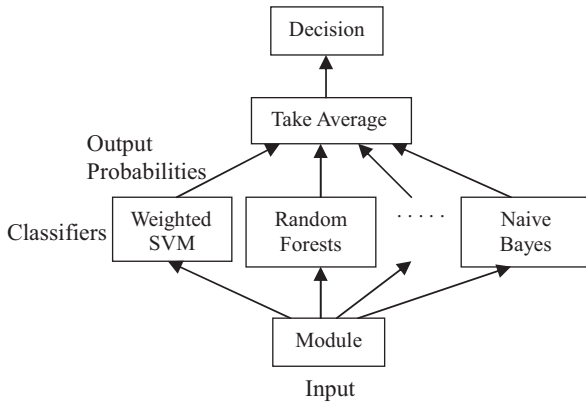 Decision
Take Average
Output
Probabilities
Classifiers
Weighted
SVM
Random
Forests
.....
Naive
Bayes
Module
Input